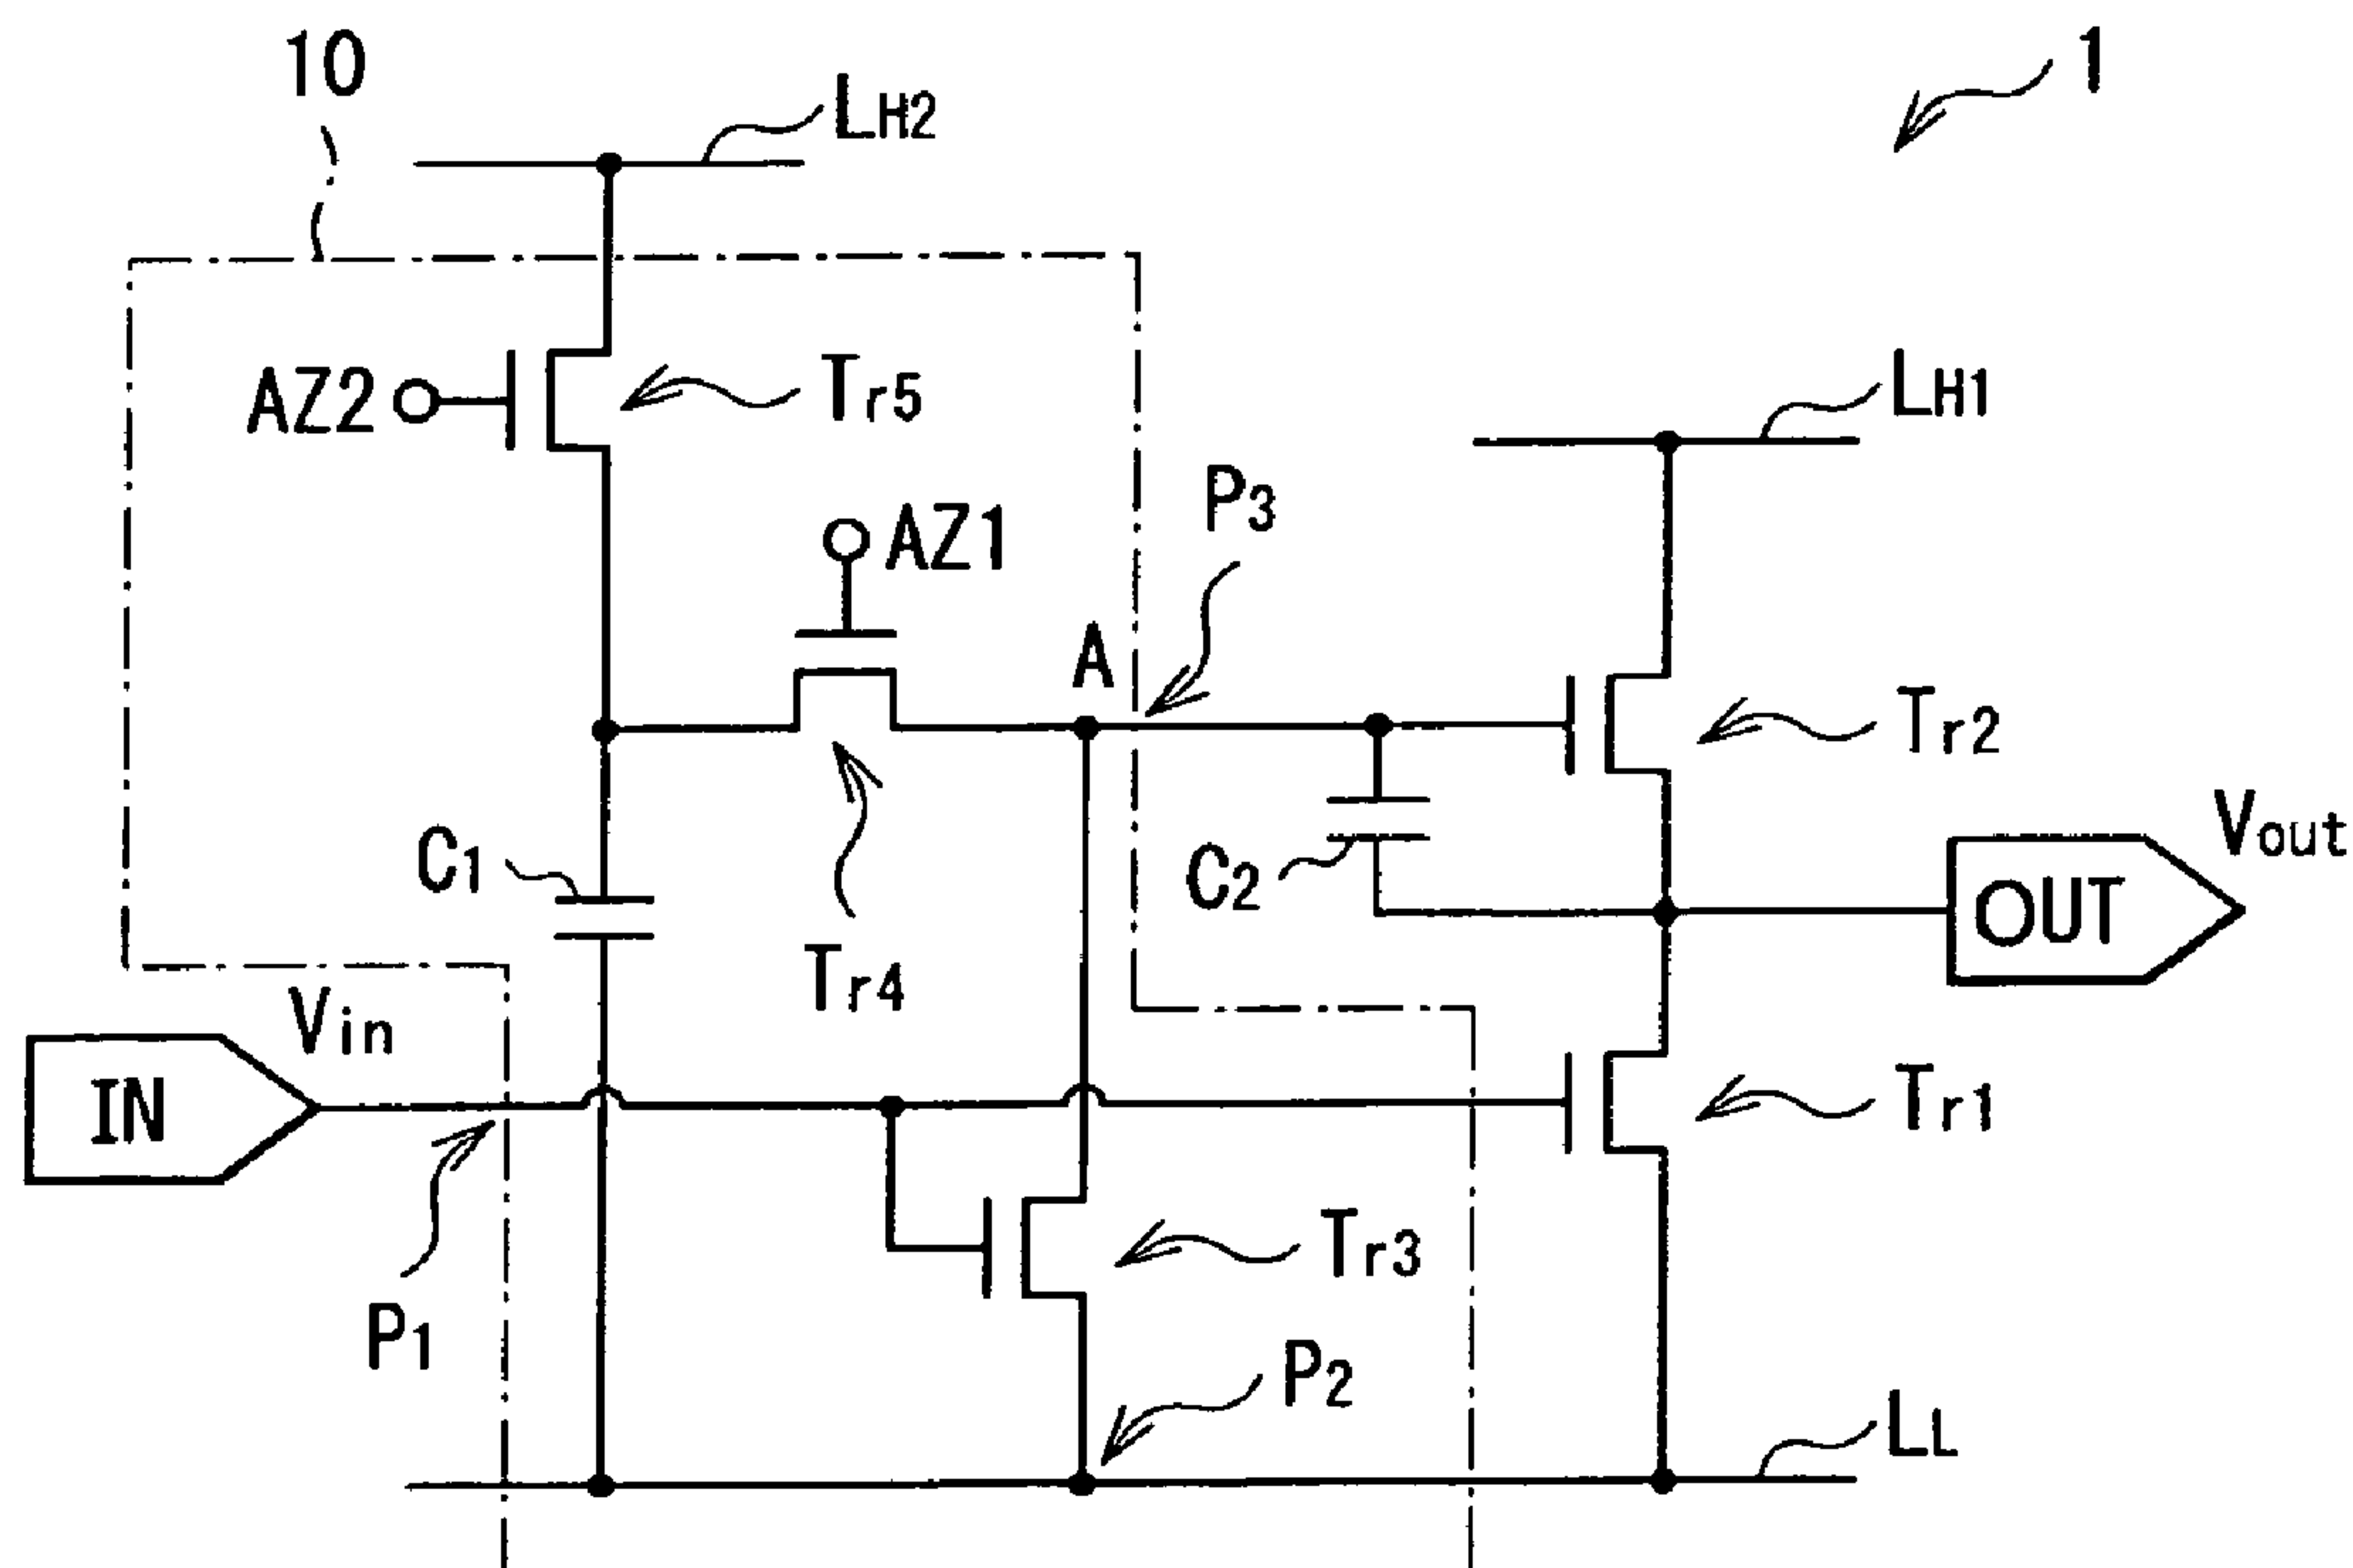 10
LH2
1
AZ2
Tr5
LH1
P3
AZ1
A
Tr2
C1
C2
Vout
OUT
Tr4
Vin
IN
Tr1
Tr3
P1
P2
LL